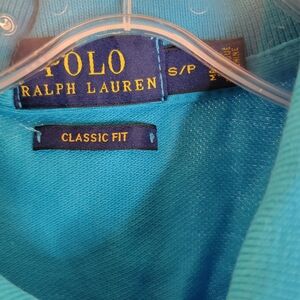 POLO
RALPH LAUREN
S/P
CLASSIC FIT